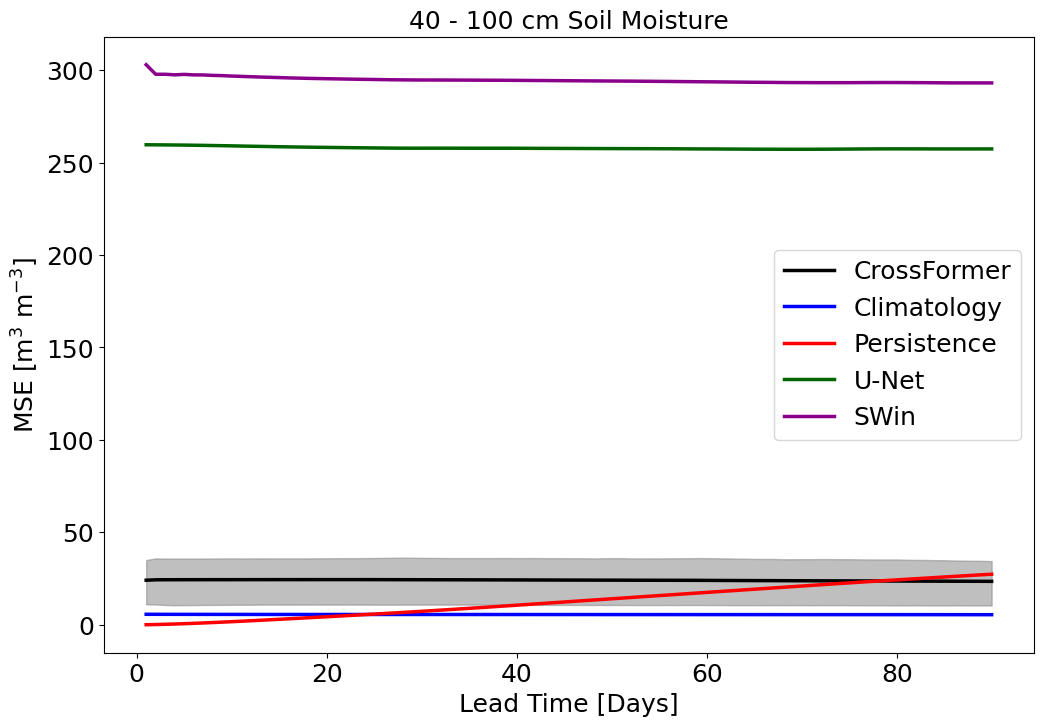 40 - 100 cm Soil Moisture
MSE [m³ m⁻³]
300
250
200
150
100
50
0
0 20 40 60 80
Lead Time [Days]
CrossFormer
Climatology
Persistence
U-Net
SWin